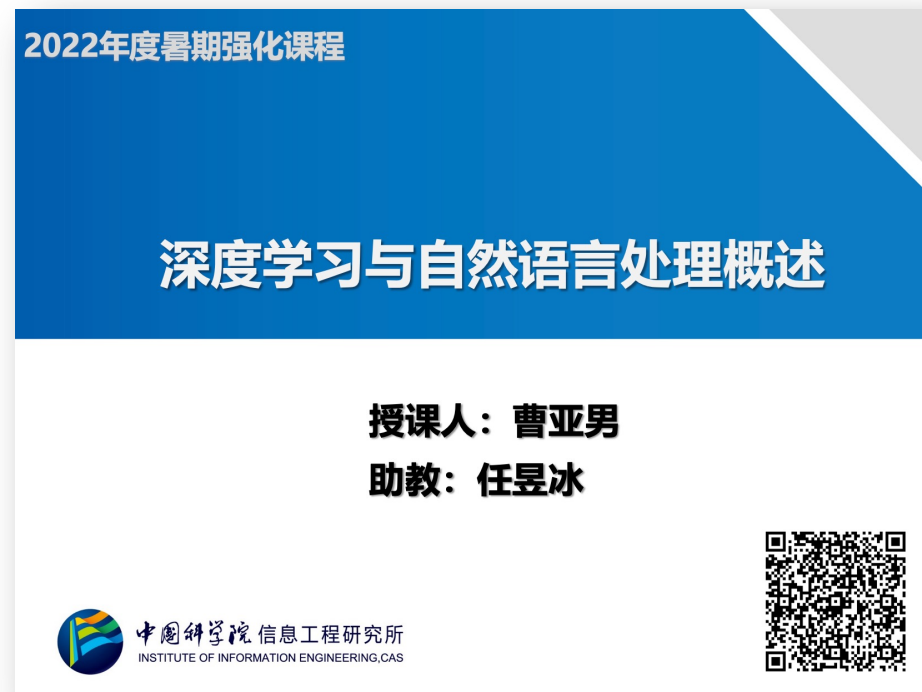 2022年度暑期强化课程
深度学习与自然语言处理概述
授课人：曹亚男
助教：任昱冰
中国科学院 信息工程研究所
INSTITUTE OF INFORMATION ENGINEERING,CAS